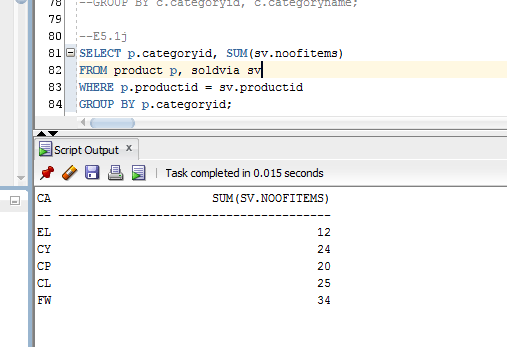 78 --GROUP BY c.categoryid, c.categoryname;
79
80 --E5.1j
81 SELECT p.categoryid, SUM(sv.noofitems)
82 FROM product p, soldvia sv
83 WHERE p.productid = sv.productid
84 GROUP BY p.categoryid;
Script Output x
Task completed in 0.015 seconds
CA SUM(SV.NOOFITEMS)
-- ---------------------------------------
EL 12
CY 24
CP 20
CL 25
FW 34